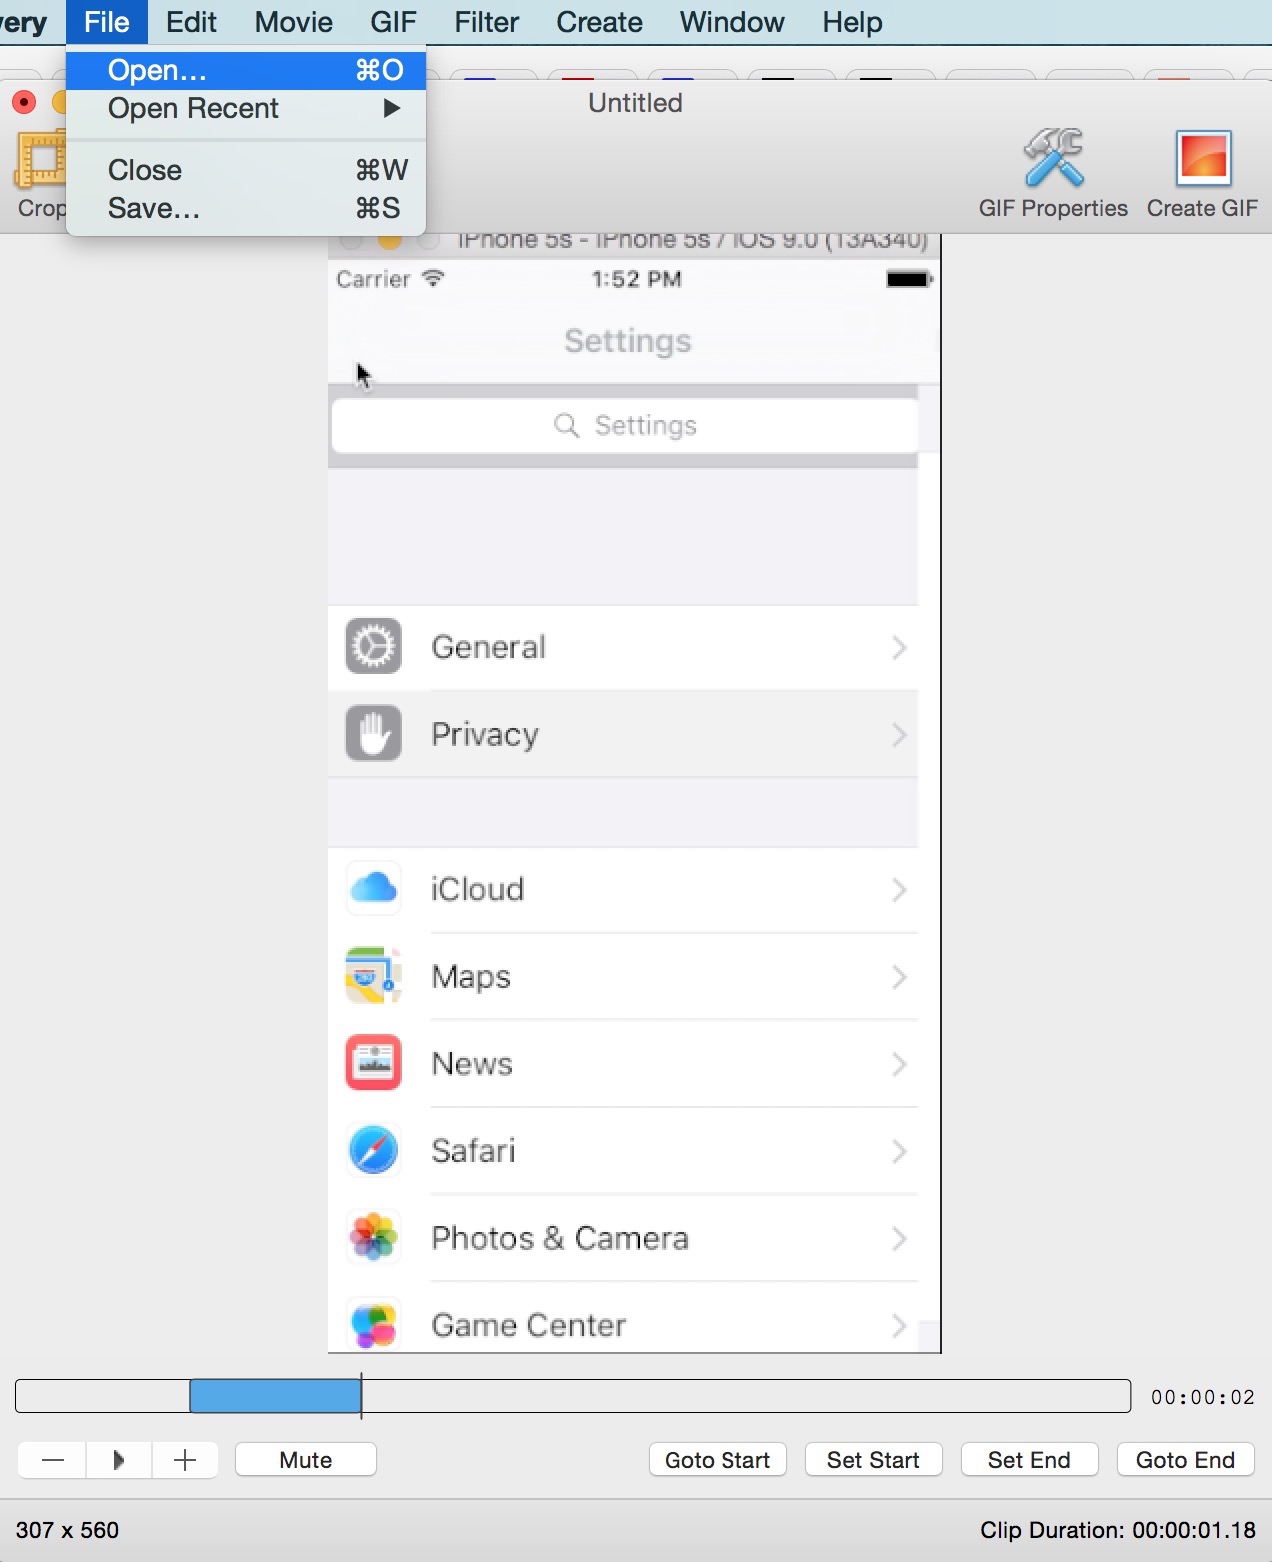 very File Edit Movie GIF Filter Create Window Help
Open... ⌘O
Open Recent ▶
Close ⌘W
Save... ⌘S
Untitled
Crop
GIF Properties Create GIF
iPhone 5s - iPhone 5s / iOS 9.0 (13A340)
Carrier 1:52 PM
Settings
Settings
General
Privacy
iCloud
Maps
News
Safari
Photos & Camera
Game Center
00:00:02
Mute Goto Start Set Start Set End Goto End
307 x 560 Clip Duration: 00:00:01.18